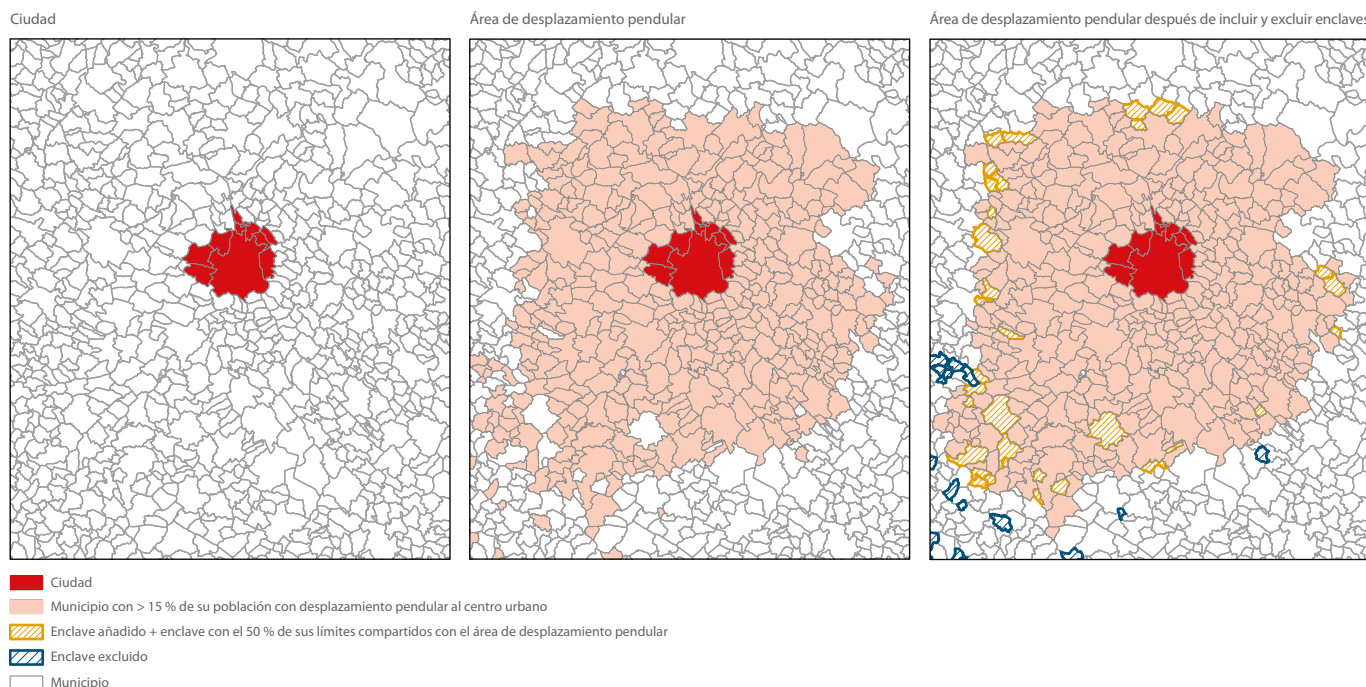 Ciudad
Área de desplazamiento pendular
Área de desplazamiento pendular después de incluir y excluir enclaves
Ciudad
Municipio con > 15 % de su población con desplazamiento pendular al centro urbano
Enclave añadido + enclave con el 50 % de sus límites compartidos con el área de desplazamiento pendular
Enclave excluido
Municipio